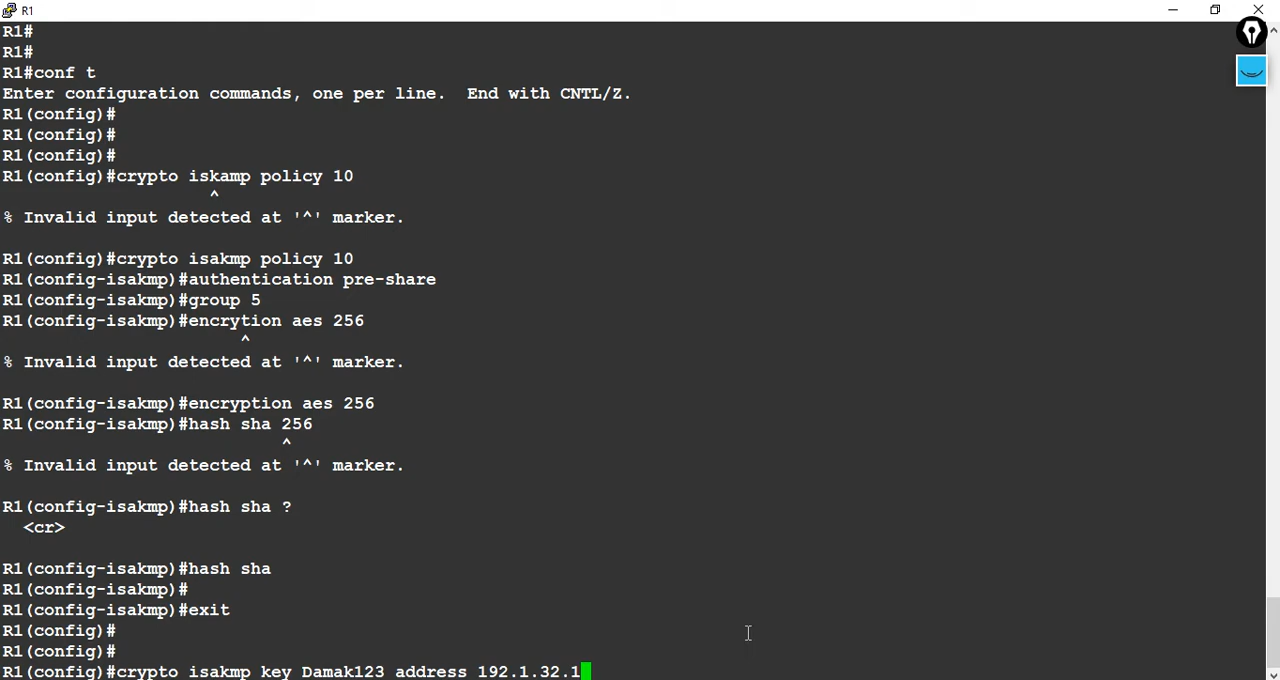 R1
R1#
R1#
R1#conf t
Enter configuration commands, one per line.  End with CNTL/Z.
R1(config)#
R1(config)#
R1(config)#
R1(config)#crypto iskamp policy 10
^
% Invalid input detected at '^' marker.
R1(config)#crypto isakmp policy 10
R1(config-isakmp)#authentication pre-share
R1(config-isakmp)#group 5
R1(config-isakmp)#encrytion aes 256
^
% Invalid input detected at '^' marker.
R1(config-isakmp)#encryption aes 256
R1(config-isakmp)#hash sha 256
^
% Invalid input detected at '^' marker.
R1(config-isakmp)#hash sha ?
<cr>
R1(config-isakmp)#hash sha
R1(config-isakmp)#
R1(config-isakmp)#exit
R1(config)#
R1(config)#
R1(config)#crypto isakmp key Damak123 address 192.1.32.1